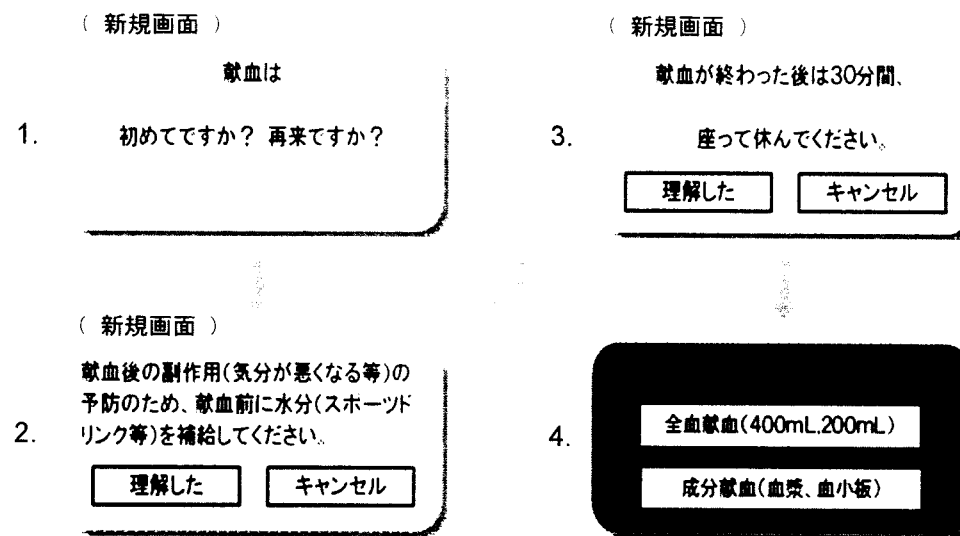 ( 新規画面 )
献血は
1. 初めてですか? 再来ですか?
( 新規画面 )
献血後の副作用(気分が悪くなる等)の
予防のため、献血前に水分(スポーツド
2. リンク等)を補給してください。
理解した キャンセル
( 新規画面 )
献血が終わった後は30分間、
3. 座って休んでください。
理解した キャンセル
4. 全血献血(400mL,200mL)
成分献血(血漿、血小板)